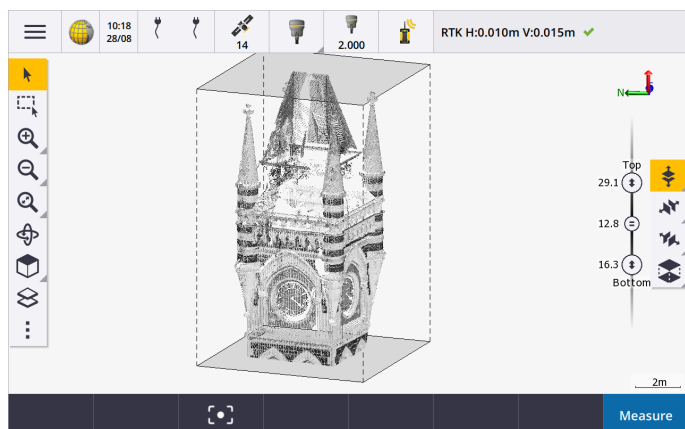 10:18
28/08
14
2.000
RTK H:0.010m V:0.015m
N
Top
29.1
12.8
16.3
Bottom
2m
Measure